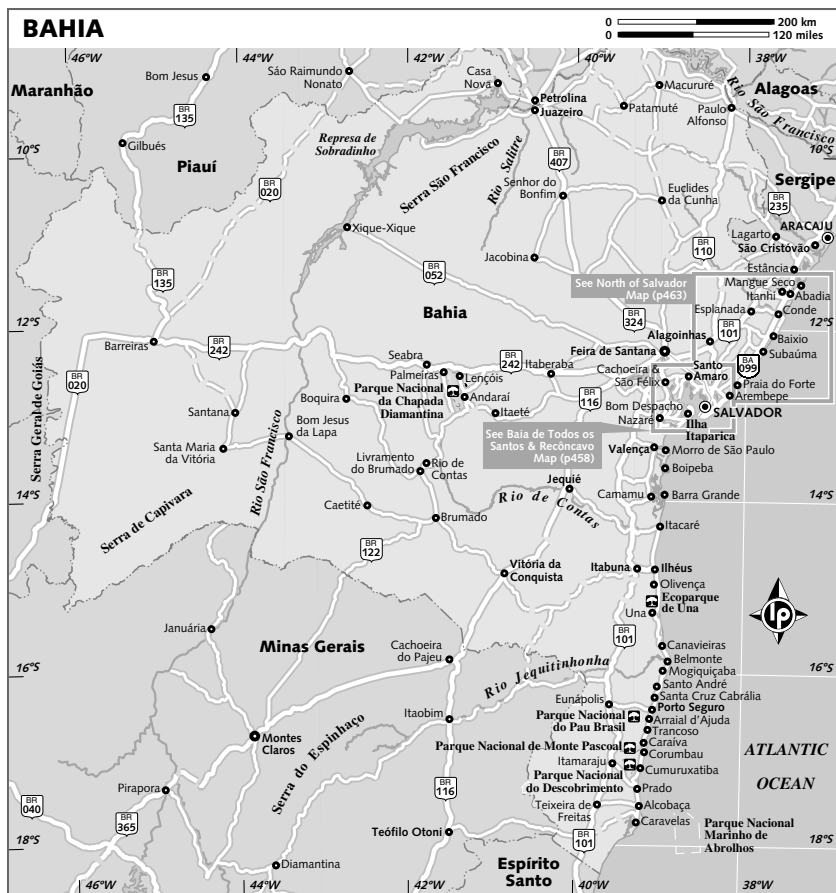 BAHIA
0 200 km
0 120 miles
46°W
44°W
42°W
40°W
38°W
Bom Jesus
São Raimundo
Nonato
Casa
Nova
Petrolina
Juazeiro
Macururé
Patamuté
Paulo
Alfonso
Rio São Francisco
Alagoas
Maranhão
BR
135
Gilbués
10°S
Piauí
Represa de
Sobradinho
Serra São Francisco
Rio Salitre
BR
407
10°S
Sergipe
BR
020
Senhor do
Bonfim
Euclides
da Cunha
BR
235
ARACAJU
Lagarto
São Cristóvão
Xique-Xique
BR
110
Jacobina
BR
052
Estância
Mangue Seco
Itanhi
Abadia
See North of Salvador
Map (p463)
BR
135
Bahia
Esplanada
Conde
12°S
12°S
BR
324
BR
101
Alagoinhas
Baixio
Barreiras
BR
242
Seabra
Feira de Santana
Subaúma
BR
020
Palmeiras
Lençóis
BR
242
Itaberaba
Cachoeira &
São Félix
Santo
Amaro
BA
099
Parque Nacional
da Chapada
Diamantina
Andaraí
BR
116
Praia do Forte
Arembepe
Serra Geral de Goiás
Santana
Boquira
Itaeté
Bom Despacho
SALVADOR
Nazaré
Ilha
Itaparica
Santa Maria
da Vitória
Bom Jesus
da Lapa
See Baia de Todos os
Santos & Recôncavo
Map (p458)
Valença
Morro de São Paulo
Livramento
do Brumado
Rio de
Contas
Boipeba
Rio São Francisco
Jequié
14°S
Camamu
Barra Grande
14°S
Serra de Capivara
Caetité
Brumado
Rio de Contas
Itacaré
BR
122
Vitória da
Conquista
Itabuna
Ilhéus
Olivença
Ecoparque
de Una
Una
Januária
Minas Gerais
Cachoeira
do Pajeu
BR
101
Canavieiras
Belmonte
16°S
Rio Jequitinhonha
Mogiquiçaba
16°S
Santo André
Santa Cruz Cabrália
Eunápolis
Porto Seguro
Itaobim
Parque Nacional
do Pau Brasil
Arraial d'Ajuda
Trancoso
Montes
Claros
Serra do Espinhaço
Parque Nacional de Monte Pascoal
Caraíva
Corumbau
ATLANTIC
OCEAN
Itamaraju
Cumuruxatiba
Parque Nacional
do Descobrimento
Pirapora
BR
116
Prado
BR
040
Teixeira de
Freitas
Alcobaça
BR
365
Teófilo Otoni
Caravelas
Parque Nacional
Marinho de
Abrolhos
18°S
BR
101
18°S
Diamantina
Espírito
Santo
lp
46°W
44°W
42°W
40°W
38°W